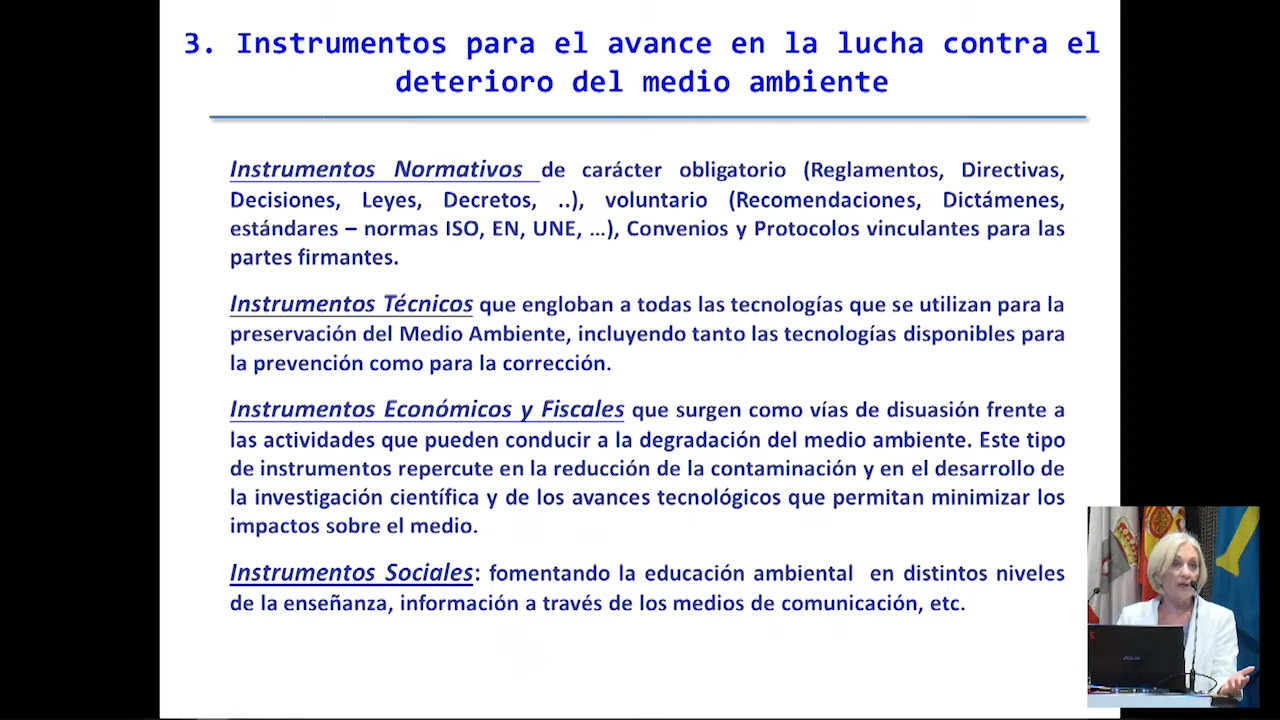 3. Instrumentos para el avance en la lucha contra el
deterioro del medio ambiente
Instrumentos Normativos de carácter obligatorio (Reglamentos, Directivas,
Decisiones, Leyes, Decretos, ..), voluntario (Recomendaciones, Dictámenes,
estándares – normas ISO, EN, UNE, …), Convenios y Protocolos vinculantes para las
partes firmantes.
Instrumentos Técnicos que engloban a todas las tecnologías que se utilizan para la
preservación del Medio Ambiente, incluyendo tanto las tecnologías disponibles para
la prevención como para la corrección.
Instrumentos Económicos y Fiscales que surgen como vías de disuasión frente a
las actividades que pueden conducir a la degradación del medio ambiente. Este tipo
de instrumentos repercute en la reducción de la contaminación y en el desarrollo de
la investigación científica y de los avances tecnológicos que permitan minimizar los
impactos sobre el medio.
Instrumentos Sociales: fomentando la educación ambiental en distintos niveles
de la enseñanza, información a través de los medios de comunicación, etc.